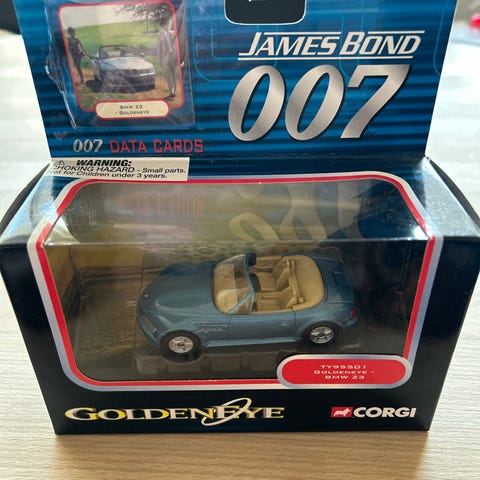 JAMES BOND
007
BMW Z3
- GOLDENEYE
007 DATA CARDS
WARNING:
CHOKING HAZARD - Small parts.
Not for Children under 3 years.
TY95501
GOLDENEYE -
BMW Z3
GOLDENEYE
CORGI